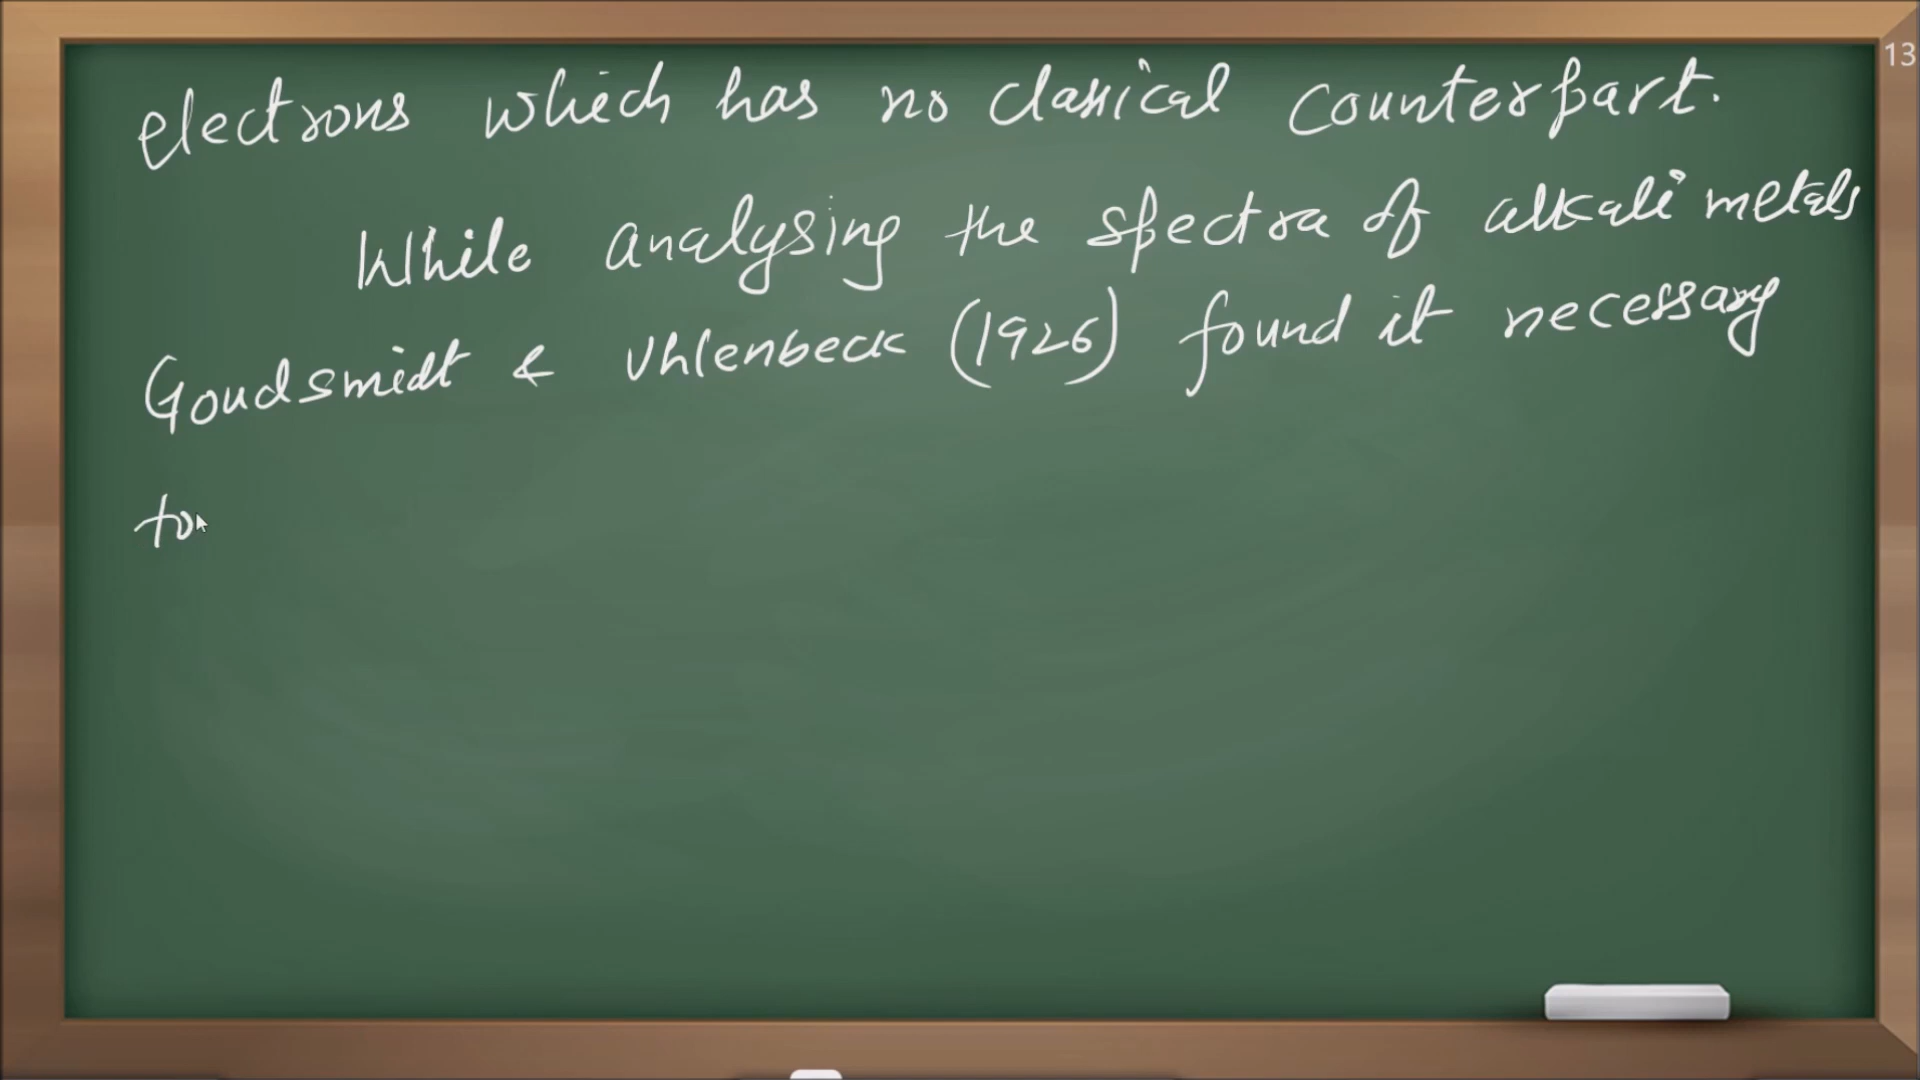 13
electrons which has no classical counterpart.
While analysing the spectra of alkali metals
Goudsmidt & Uhlenbeck (1926) found it necessary
to